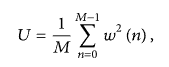 U = \frac{1}{M} \sum_{n=0}^{M-1} w^2(n),